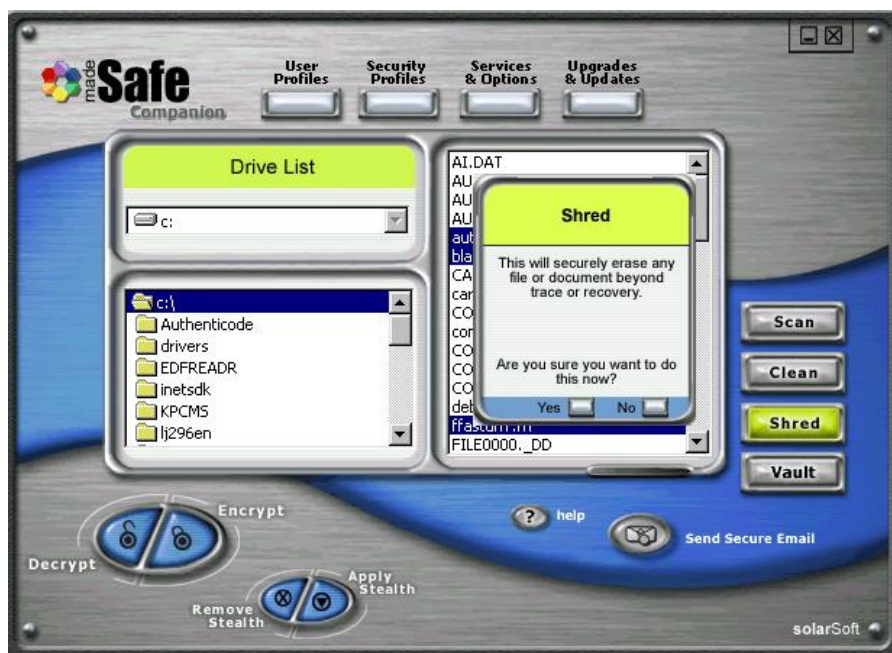 made
Safe
Companion
User
Profiles
Security
Profiles
Services
& Options
Upgrades
& Updates
Drive List
c:
c:\
Authenticode
drivers
EDFREADR
inetsdk
KPCMS
lj296en
AI.DAT
AU
AU
AU
aut
bla
CA
car
CO
CO
CO
CO
FILE0000._DD
Shred
This will securely erase any
file or document beyond
trace or recovery.
Are you sure you want to do
this now?
Yes No
Scan
Clean
Shred
Vault
Encrypt
Decrypt
Apply
Stealth
Remove
Stealth
? help
Send Secure Email
solarSoft